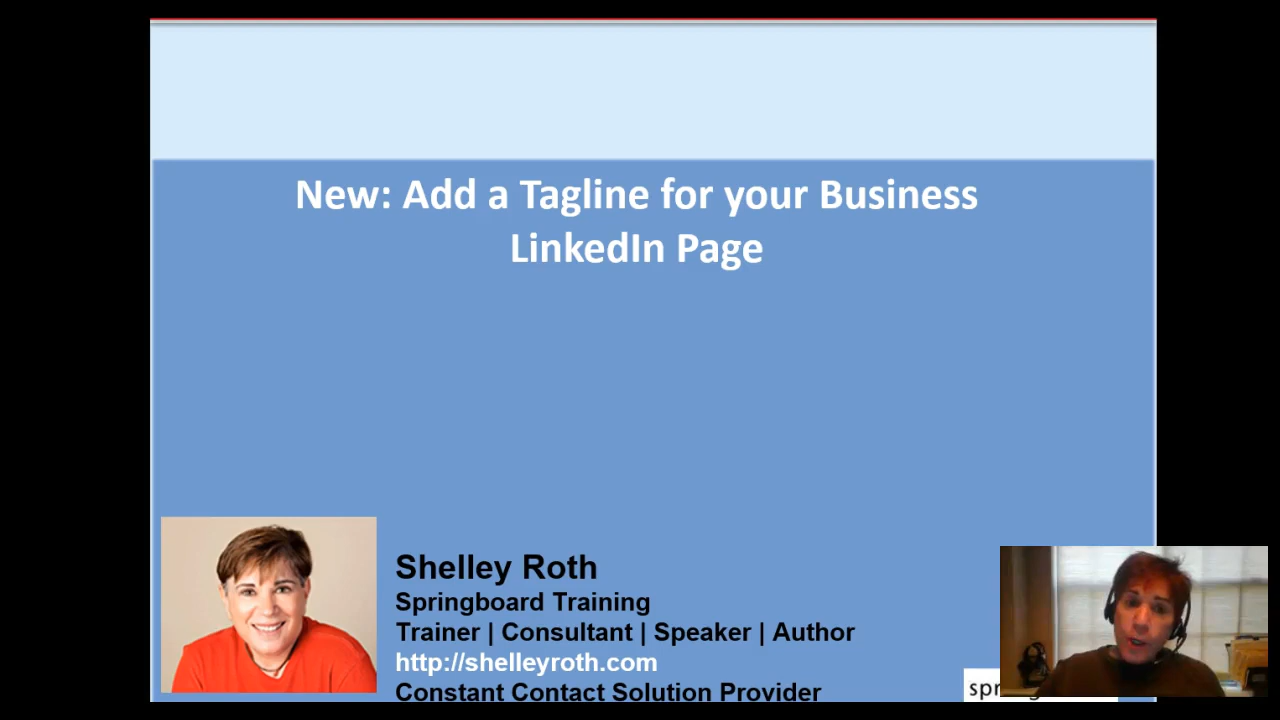 New: Add a Tagline for your Business
LinkedIn Page
Shelley Roth
Springboard Training
Trainer | Consultant | Speaker | Author
http://shelleyroth.com
Constant Contact Solution Provider